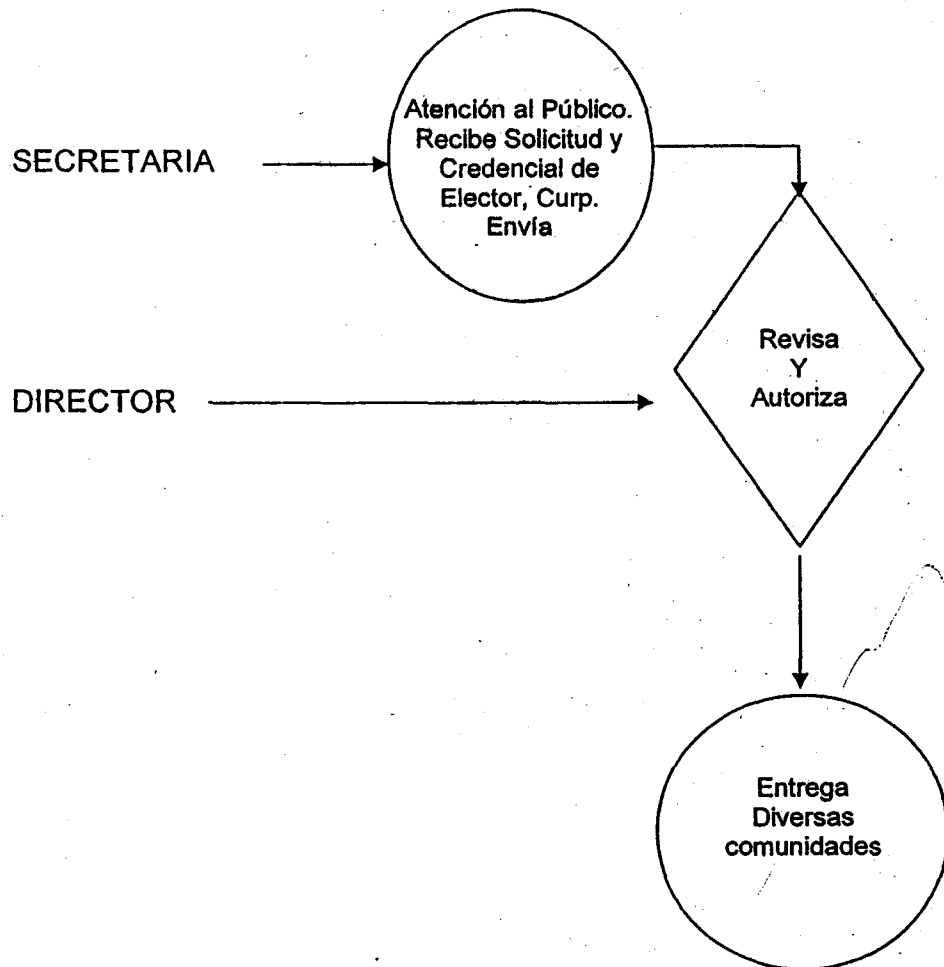 SECRETARIA
Atención al Público.
Recibe Solicitud y
Credencial de
Elector, Curp.
Envía
DIRECTOR
Revisa
Y
Autoriza
Entrega
Diversas
comunidades